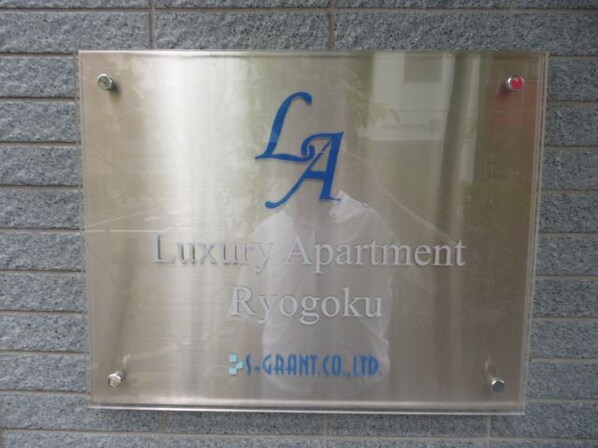 LA
Luxury Apartment
Ryogoku
S-GRANT.CO.,LTD.